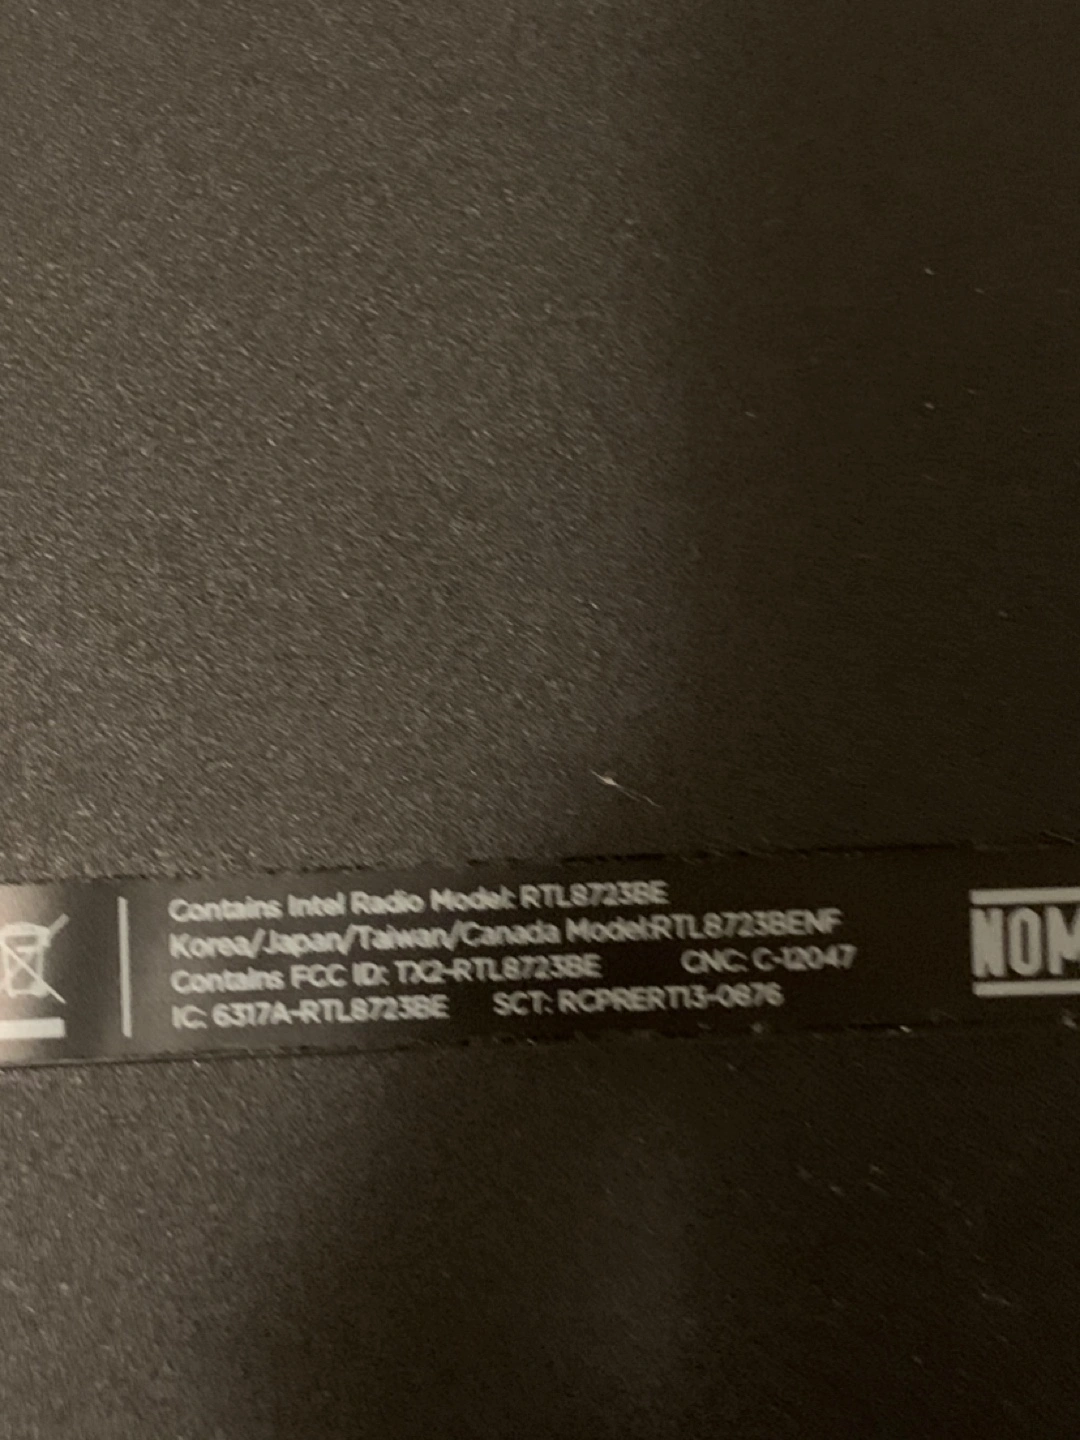 Contains Intel Radio Model: RTL8723BE
Korea/Japan/Taiwan/Canada Model:RTL8723BENF
Contains FCC ID: TX2-RTL8723BE CNC: C-12047
IC: 6317A-RTL8723BE SCT: RCPRERT13-0876
NOM